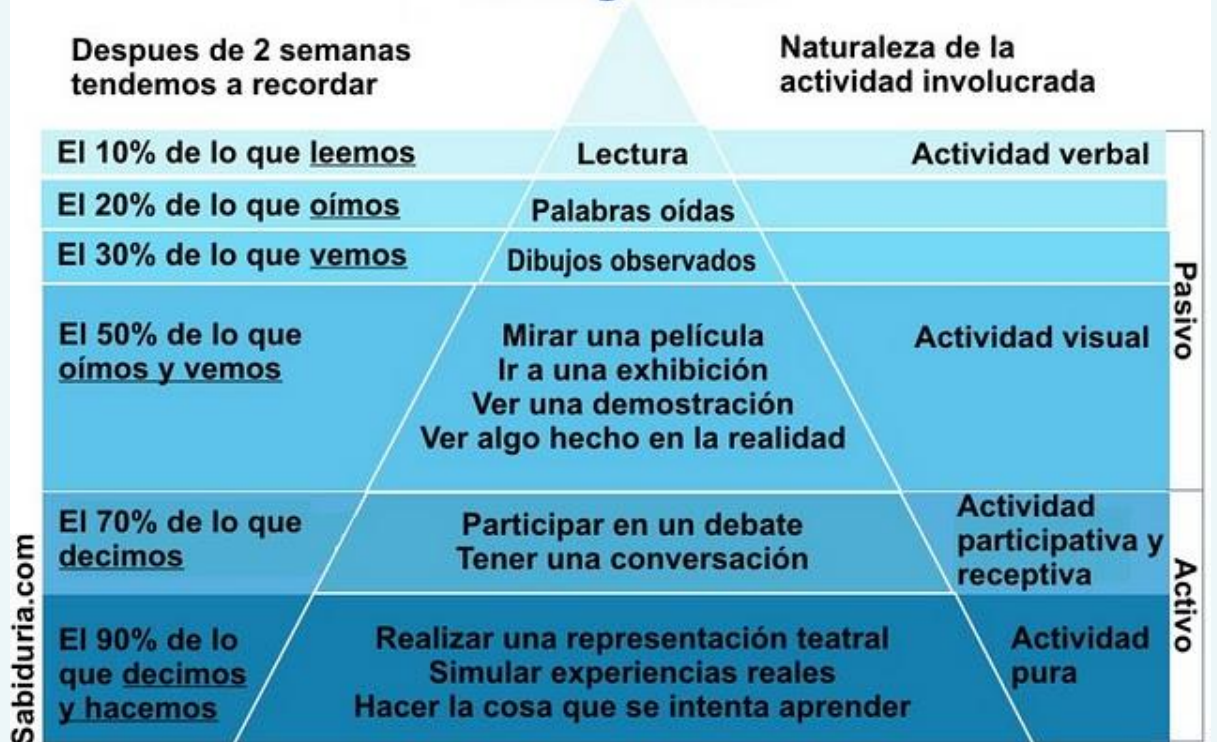 Despues de 2 semanas
tendemos a recordar
Naturaleza de la
actividad involucrada
El 10% de lo que leemos
Lectura
Actividad verbal
El 20% de lo que oímos
Palabras oídas
El 30% de lo que vemos
Dibujos observados
El 50% de lo que
oímos y vemos
Mirar una película
Ir a una exhibición
Ver una demostración
Ver algo hecho en la realidad
Actividad visual
Pasivo
El 70% de lo que
decimos
Participar en un debate
Tener una conversación
Actividad
participativa y
receptiva
El 90% de lo
que decimos
y hacemos
Realizar una representación teatral
Simular experiencias reales
Hacer la cosa que se intenta aprender
Actividad
pura
Activo
Sabiduria.com